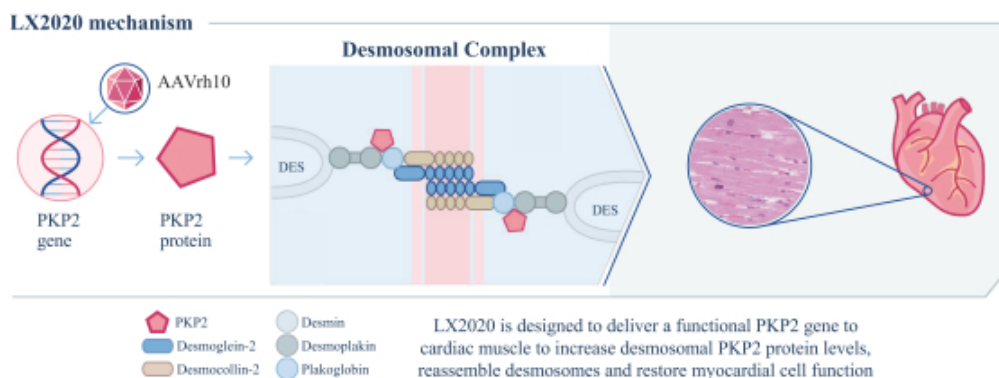 LX2020 mechanism
Desmosomal Complex
AAVrh10
DES
DES
PKP2
gene
PKP2
protein
PKP2
Desmoglein-2
Desmocollin-2
Desmin
Desmoplakin
Plakoglobin
LX2020 is designed to deliver a functional PKP2 gene to
cardiac muscle to increase desmosomal PKP2 protein levels,
reassemble desmosomes and restore myocardial cell function